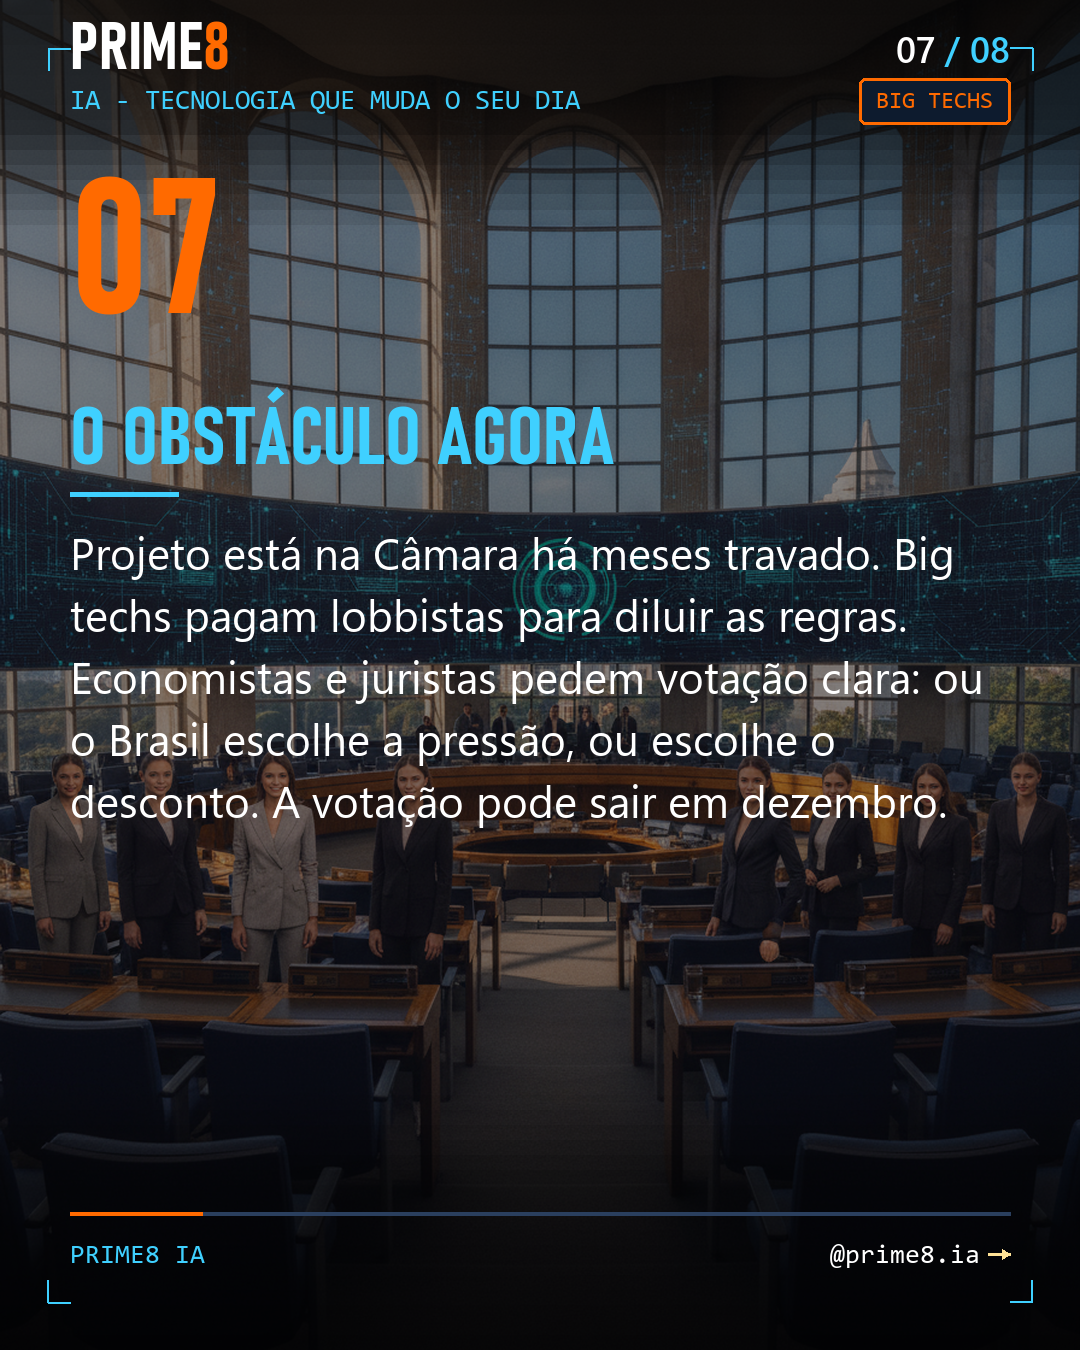 PRIME8
07 / 08
IA - TECNOLOGIA QUE MUDA O SEU DIA
BIG TECHS
07
O OBSTÁCULO AGORA
Projeto está na Câmara há meses travado. Big
techs pagam lobbistas para diluir as regras.
Economistas e juristas pedem votação clara: ou
o Brasil escolhe a pressão, ou escolhe o
desconto. A votação pode sair em dezembro.
PRIME8 IA
@prime8.ia